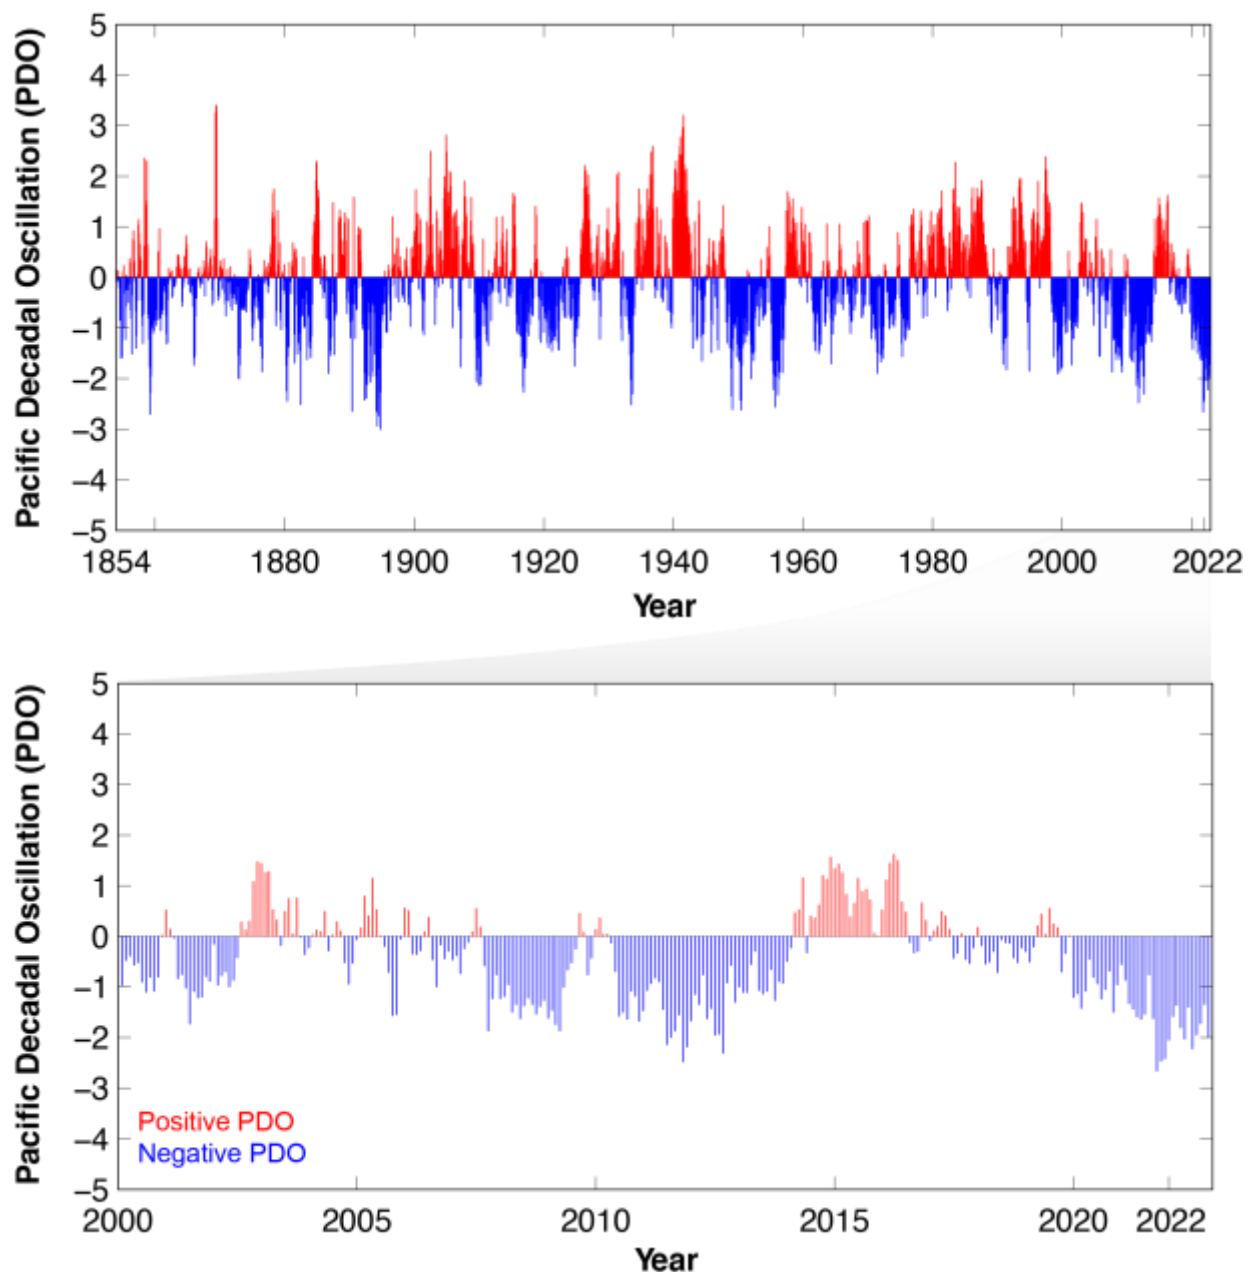 Pacific Decadal Oscillation (PDO)
5
4
3
2
1
0
−1
−2
−3
−4
−5
1854 1880 1900 1920 1940 1960 1980 2000 2022
Year
Pacific Decadal Oscillation (PDO)
5
4
3
2
1
0
−1
−2
−3
−4
−5
Positive PDO
Negative PDO
2000 2005 2010 2015 2020 2022
Year